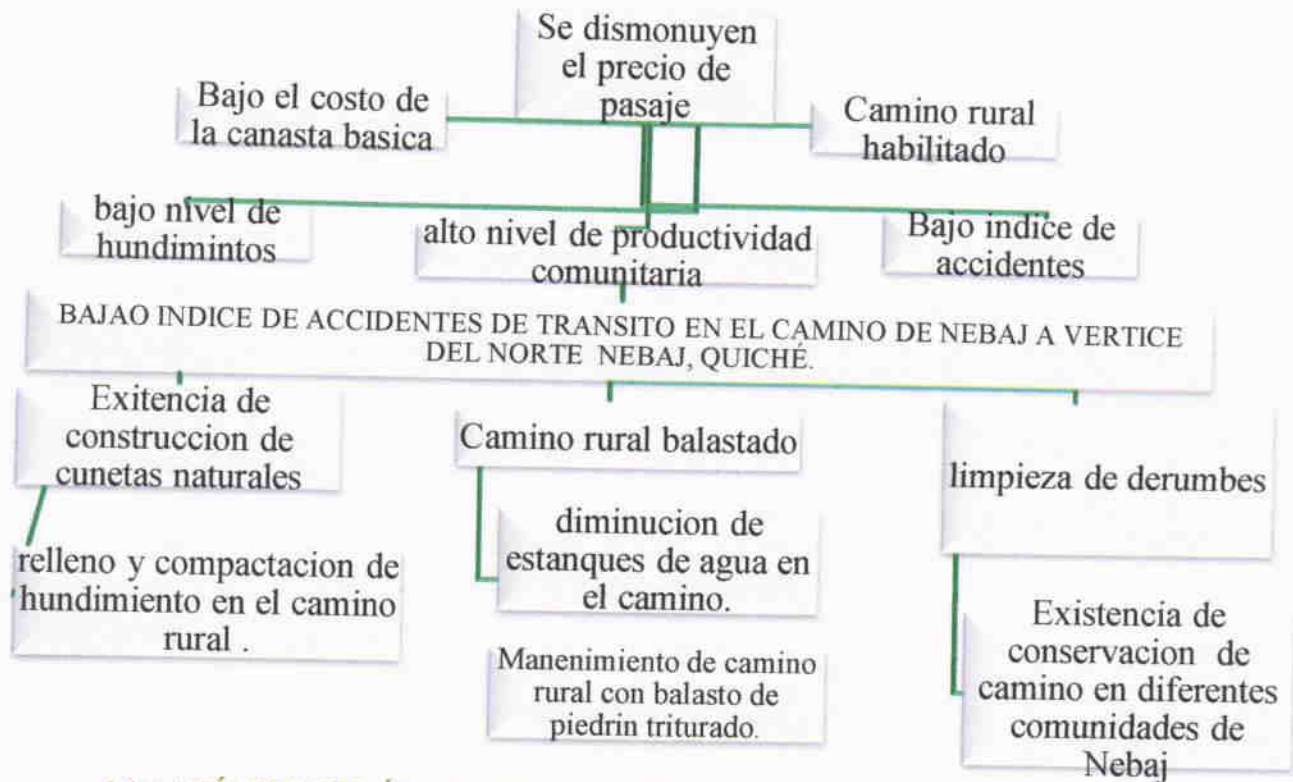 Se dismonuyen
el precio de
pasaje
Bajo el costo de
la canasta basica
Camino rural
habilitado
bajo nivel de
hundimintos
alto nivel de productividad
comunitaria
Bajo indice de
accidentes
BAJAO INDICE DE ACCIDENTES DE TRANSITO EN EL CAMINO DE NEBAJ A VERTICE
DEL NORTE NEBAJ, QUICHÉ.
Exitencia de
construccion de
cunetas naturales
relleno y compactacion de
hundimiento en el camino
rural .
Camino rural balastado
diminucion de
estanques de agua en
el camino.
Manenimiento de camino
rural con balasto de
piedrin triturado.
limpieza de derumbes
Existencia de
conservacion de
camino en diferentes
comunidades de
Nebaj